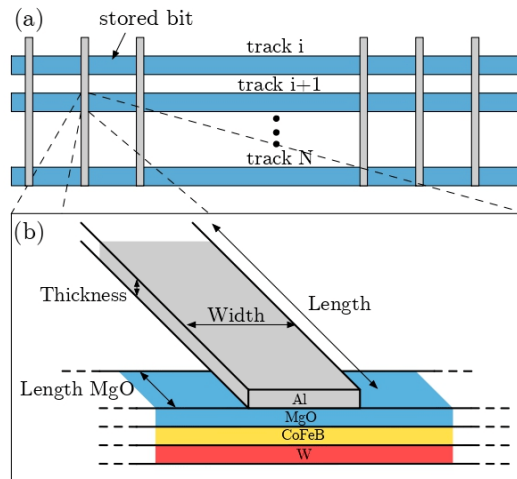 (a)
stored bit
track i
track i+1
track N
(b)
Thickness
Width
Length
Length MgO
Al
MgO
CoFeB
W